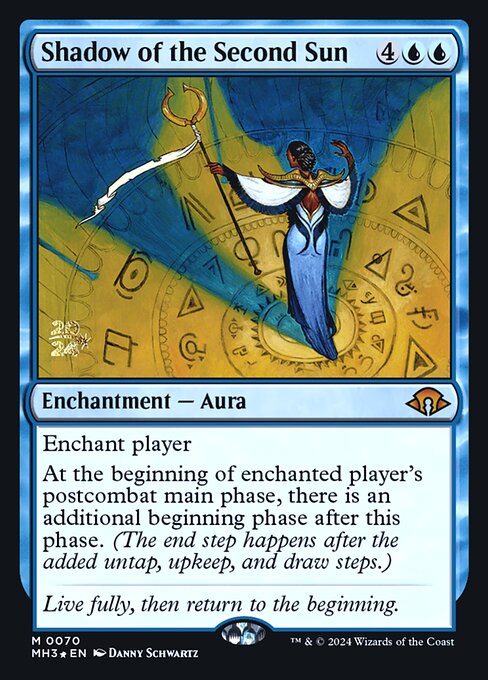 Shadow of the Second Sun 4
Enchantment — Aura
Enchant player
At the beginning of enchanted player's
postcombat main phase, there is an
additional beginning phase after this
phase. (The end step happens after the
added untap, upkeep, and draw steps.)
Live fully, then return to the beginning.
M 0070
MH3★EN Danny Schwartz
™ & © 2024 Wizards of the Coast